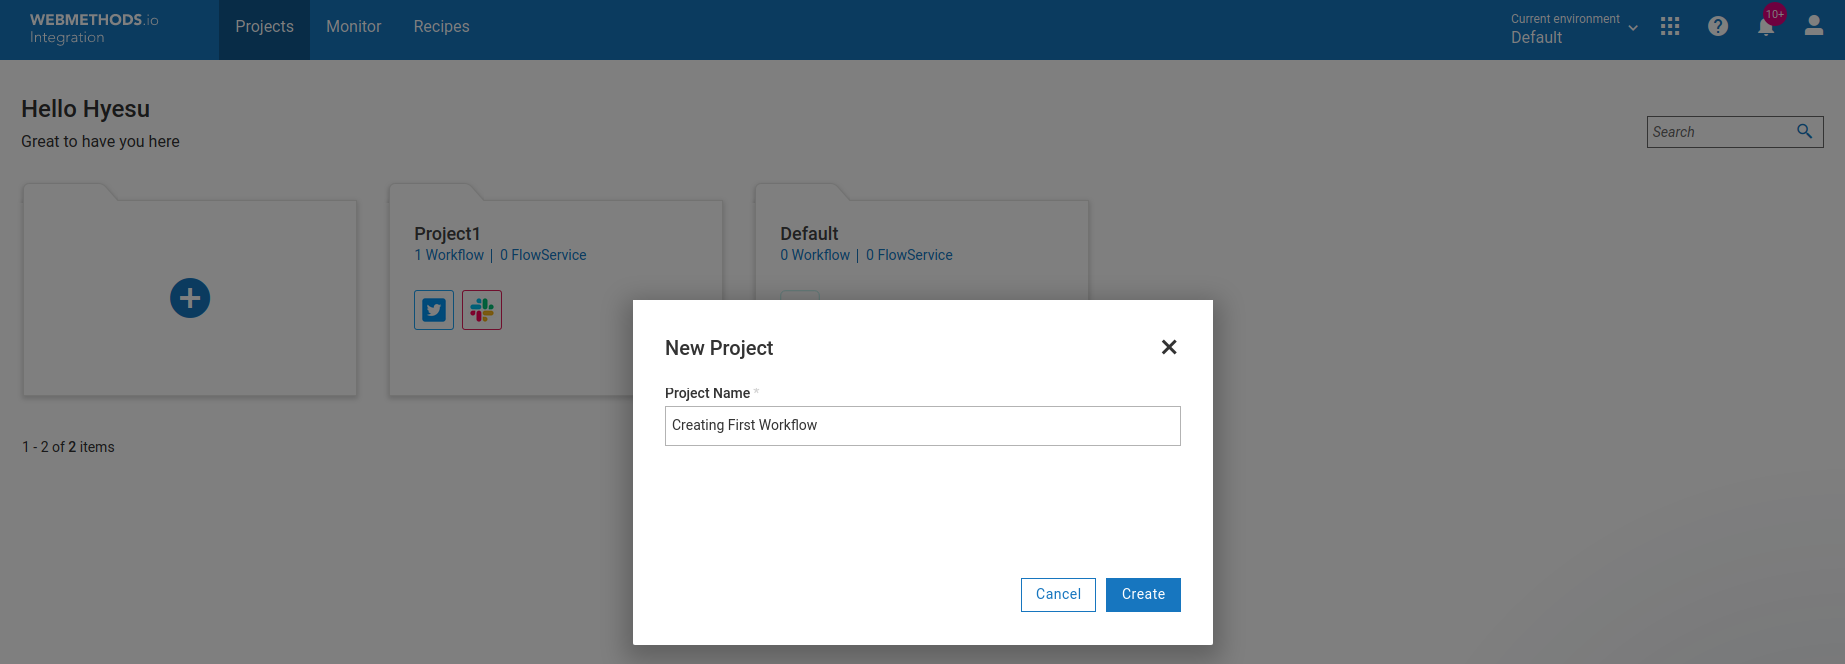 WEBMETHODS.io
Integration
Projects
Monitor
Recipes
Current environment
Default
10+
Hello Hyesu
Great to have you here
Search
Project1
1 Workflow | 0 FlowService
Default
0 Workflow | 0 FlowService
New Project
Project Name *
Creating First Workflow
Cancel
Create
1 - 2 of 2 items